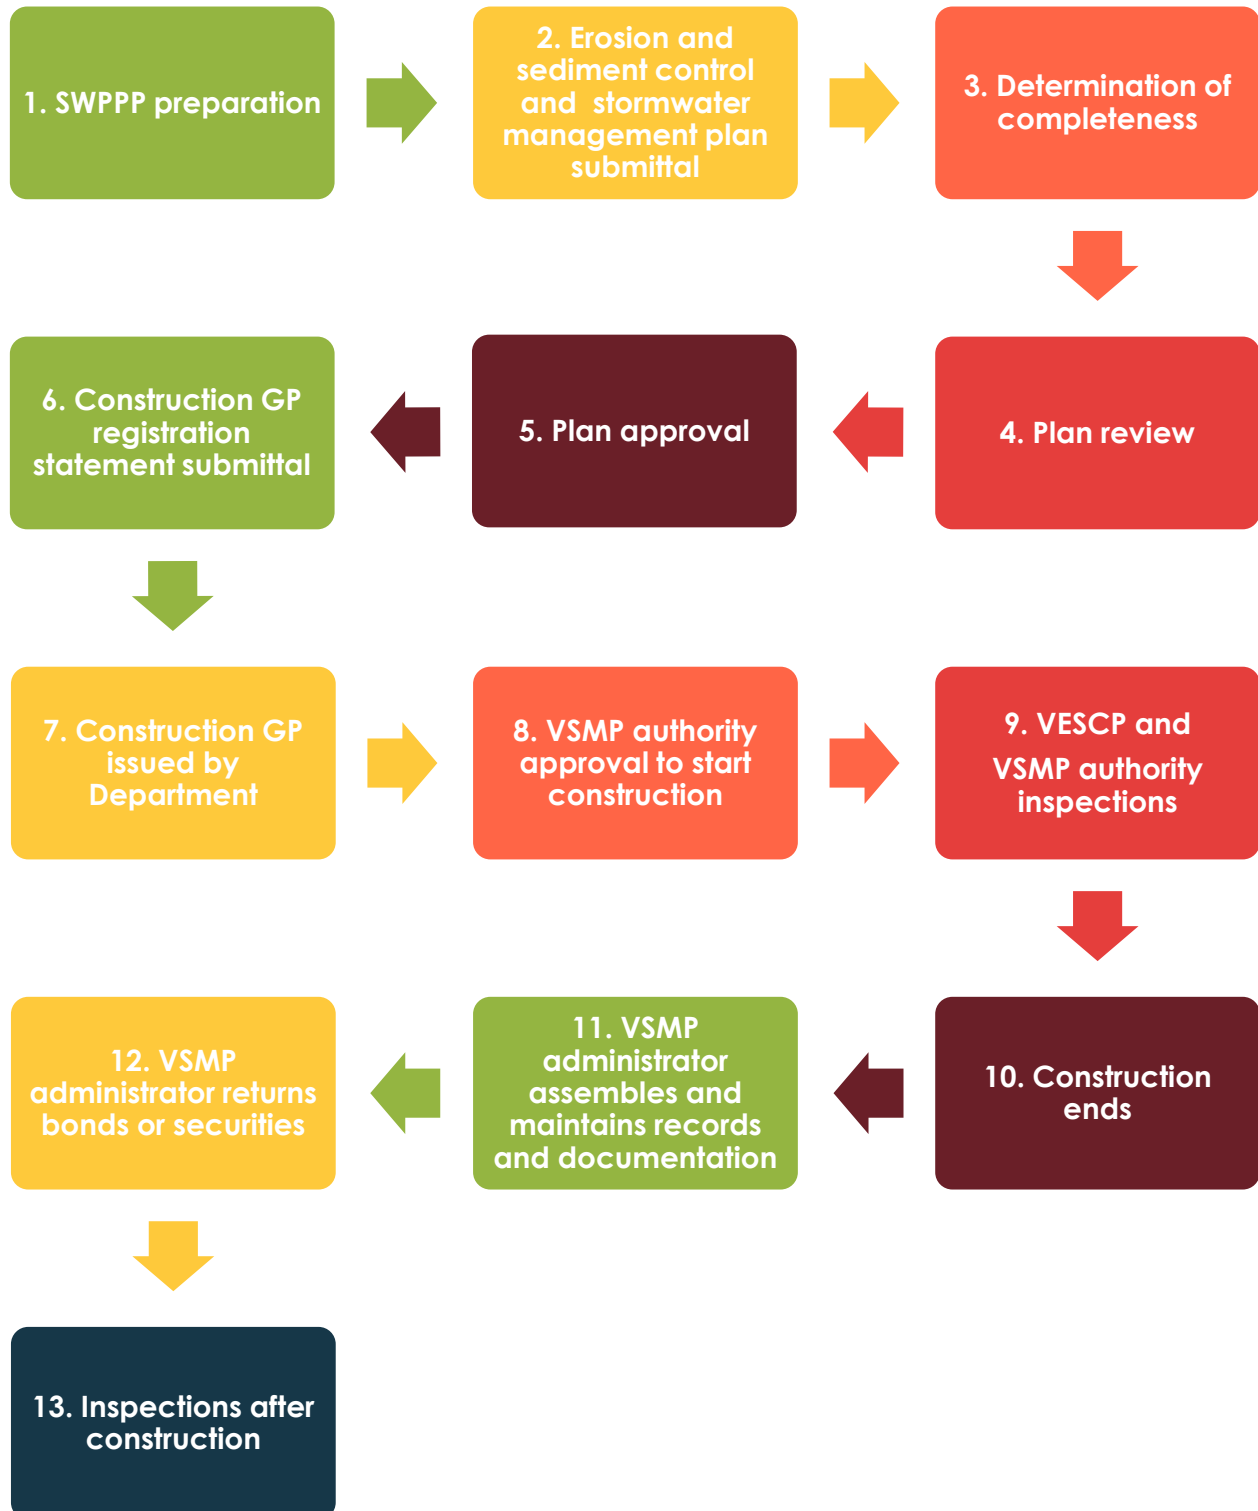 1. SWPPP preparation
2. Erosion and
sediment control
and stormwater
management plan
submittal
3. Determination of
completeness
4. Plan review
5. Plan approval
6. Construction GP
registration
statement submittal
7. Construction GP
issued by
Department
8. VSMP authority
approval to start
construction
9. VESCP and
VSMP authority
inspections
10. Construction
ends
11. VSMP
administrator
assembles and
maintains records
and documentation
12. VSMP
administrator returns
bonds or securities
13. Inspections after
construction